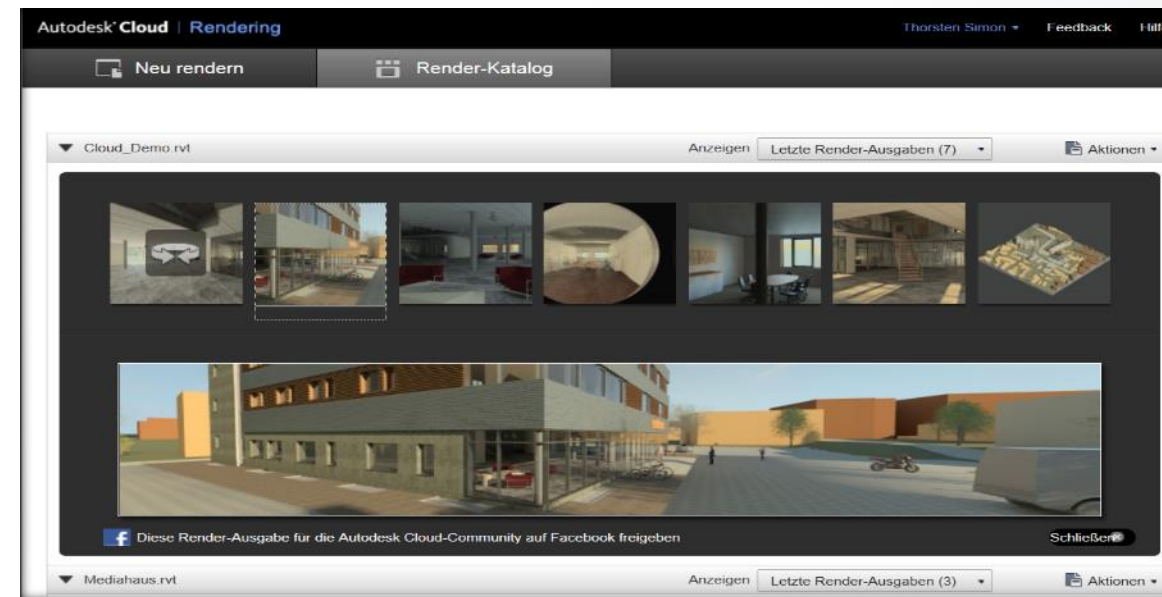 Autodesk® Cloud | Rendering Thorsten Simon Feedback Hilf
Neu rendern Render-Katalog
Cloud_Demo.rvt Anzeigen Letzte Render-Ausgaben (7) Aktionen
Diese Render-Ausgabe für die Autodesk Cloud-Community auf Facebook freigeben Schließen
Mediahaus.rvt Anzeigen Letzte Render-Ausgaben (3) Aktionen